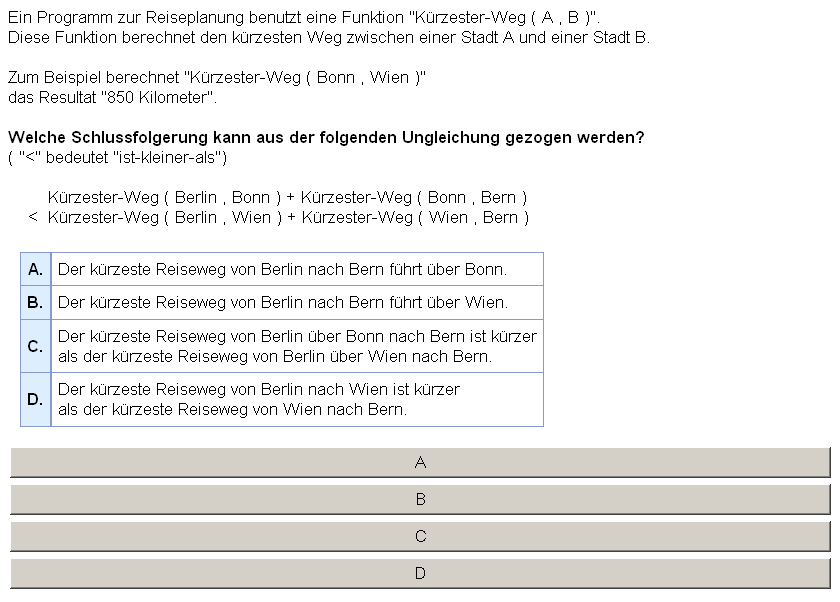 Ein Programm zur Reiseplanung benutzt eine Funktion "Kürzester-Weg ( A , B )".
Diese Funktion berechnet den kürzesten Weg zwischen einer Stadt A und einer Stadt B.
Zum Beispiel berechnet "Kürzester-Weg ( Bonn , Wien )"
das Resultat "850 Kilometer".
Welche Schlussfolgerung kann aus der folgenden Ungleichung gezogen werden?
( "<" bedeutet "ist-kleiner-als")
Kürzester-Weg ( Berlin , Bonn ) + Kürzester-Weg ( Bonn , Bern )
< Kürzester-Weg ( Berlin , Wien ) + Kürzester-Weg ( Wien , Bern )
A. Der kürzeste Reiseweg von Berlin nach Bern führt über Bonn.
B. Der kürzeste Reiseweg von Berlin nach Bern führt über Wien.
C. Der kürzeste Reiseweg von Berlin über Bonn nach Bern ist kürzer
als der kürzeste Reiseweg von Berlin über Wien nach Bern.
D. Der kürzeste Reiseweg von Berlin nach Wien ist kürzer
als der kürzeste Reiseweg von Wien nach Bern.
A
B
C
D